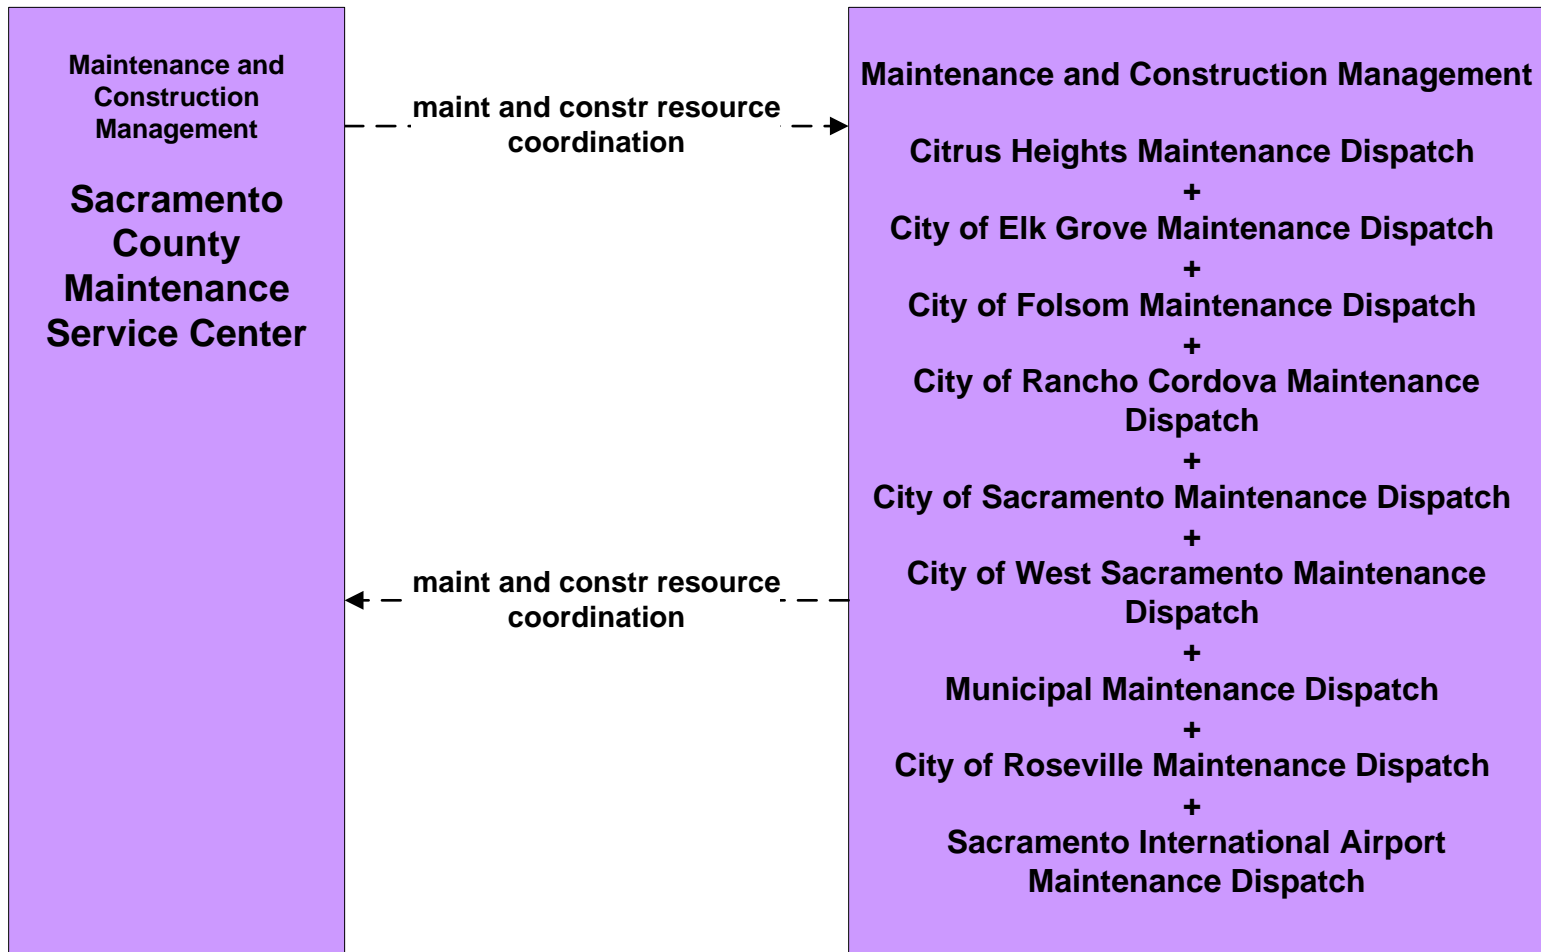 Maintenance and
Construction
Management
Sacramento
County
Maintenance
Service Center
maint and constr resource
coordination
maint and constr resource
coordination
Maintenance and Construction Management
Citrus Heights Maintenance Dispatch
+
City of Elk Grove Maintenance Dispatch
+
City of Folsom Maintenance Dispatch
+
City of Rancho Cordova Maintenance
Dispatch
+
City of Sacramento Maintenance Dispatch
+
City of West Sacramento Maintenance
Dispatch
+
Municipal Maintenance Dispatch
+
City of Roseville Maintenance Dispatch
+
Sacramento International Airport
Maintenance Dispatch